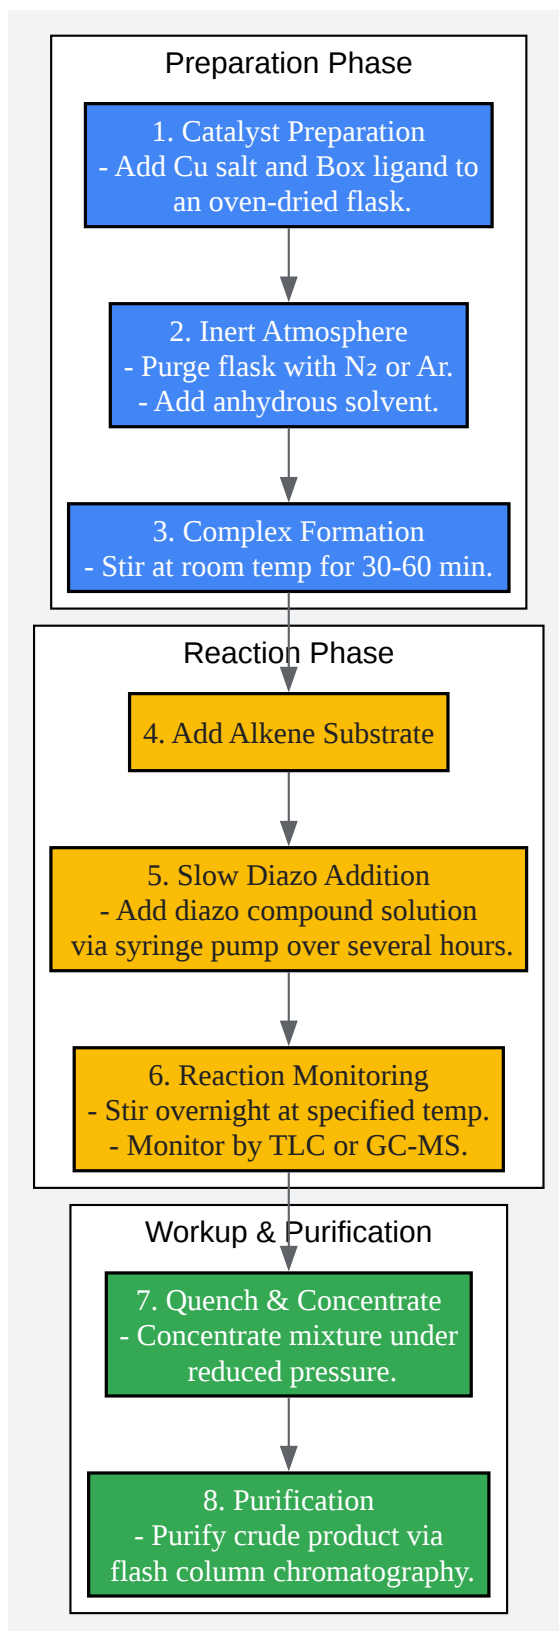 Preparation Phase
1. Catalyst Preparation
- Add Cu salt and Box ligand to
an oven-dried flask.
2. Inert Atmosphere
- Purge flask with N₂ or Ar.
- Add anhydrous solvent.
3. Complex Formation
- Stir at room temp for 30-60 min.
Reaction Phase
4. Add Alkene Substrate
5. Slow Diazo Addition
- Add diazo compound solution
via syringe pump over several hours.
6. Reaction Monitoring
- Stir overnight at specified temp.
- Monitor by TLC or GC-MS.
Workup & Purification
7. Quench & Concentrate
- Concentrate mixture under
reduced pressure.
8. Purification
- Purify crude product via
flash column chromatography.